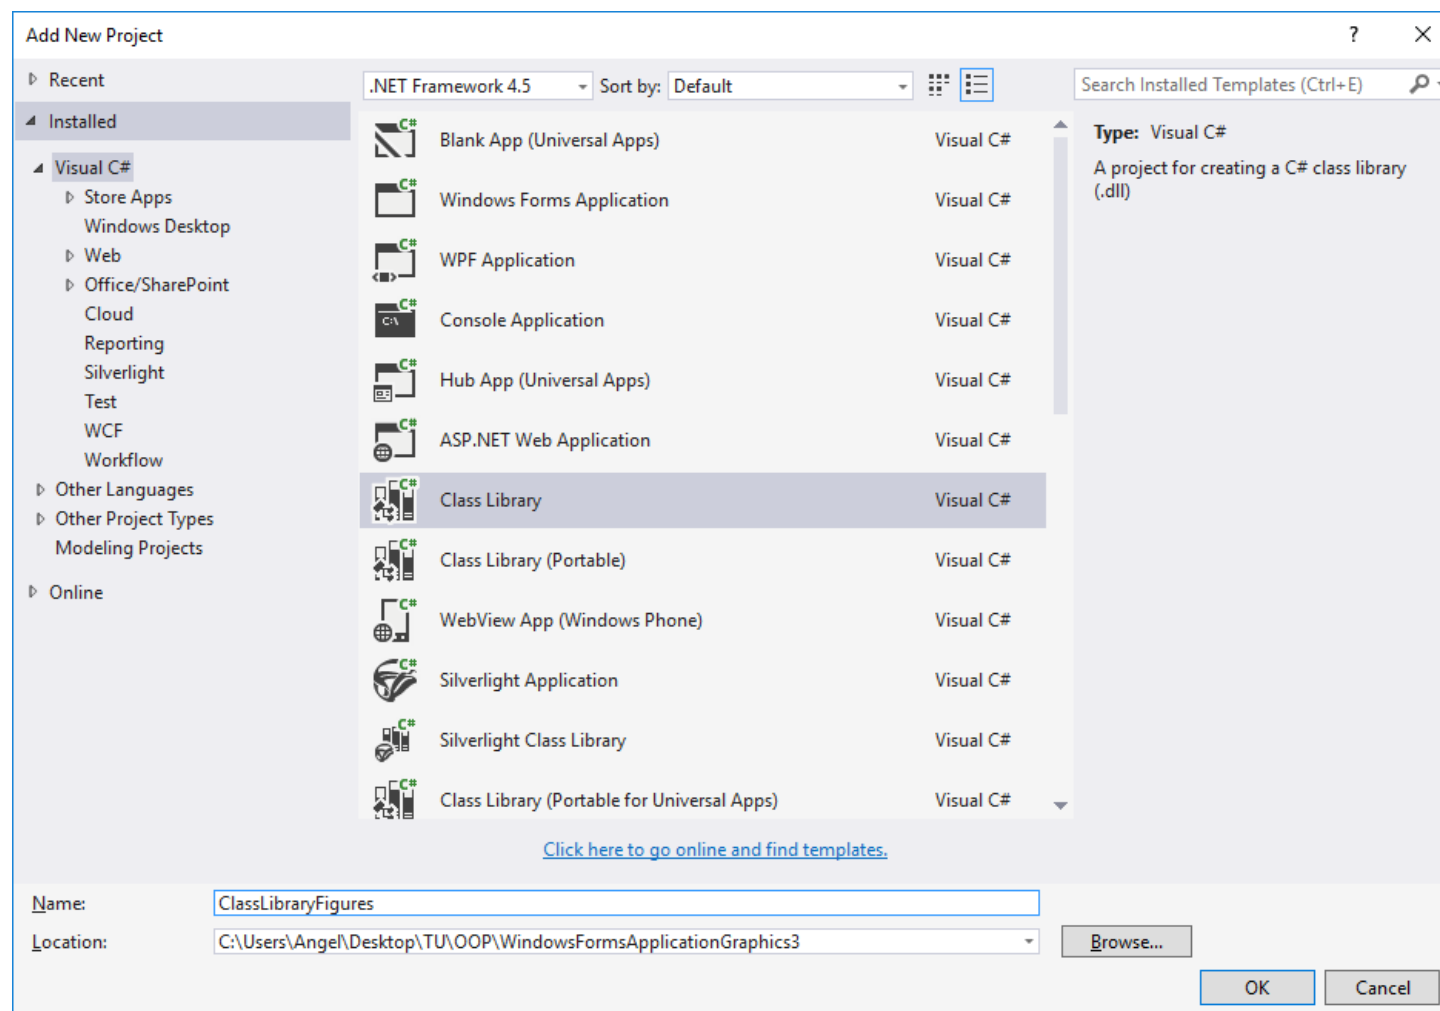 Add New Project
?
Recent
Installed
Visual C#
Store Apps
Windows Desktop
Web
Office/SharePoint
Cloud
Reporting
Silverlight
Test
WCF
Workflow
Other Languages
Other Project Types
Modeling Projects
Online
.NET Framework 4.5 Sort by: Default
Search Installed Templates (Ctrl+E)
C# Blank App (Universal Apps) Visual C#
C# Windows Forms Application Visual C#
C# WPF Application Visual C#
C# C:\ Console Application Visual C#
C# Hub App (Universal Apps) Visual C#
C# ASP.NET Web Application Visual C#
C# Class Library Visual C#
C# Class Library (Portable) Visual C#
C# WebView App (Windows Phone) Visual C#
C# Silverlight Application Visual C#
C# Silverlight Class Library Visual C#
C# Class Library (Portable for Universal Apps) Visual C#
Click here to go online and find templates.
Type: Visual C#
A project for creating a C# class library
(.dll)
Name: ClassLibraryFigures
Location: C:\Users\Angel\Desktop\TU\OOP\WindowsFormsApplicationGraphics3 Browse...
OK Cancel